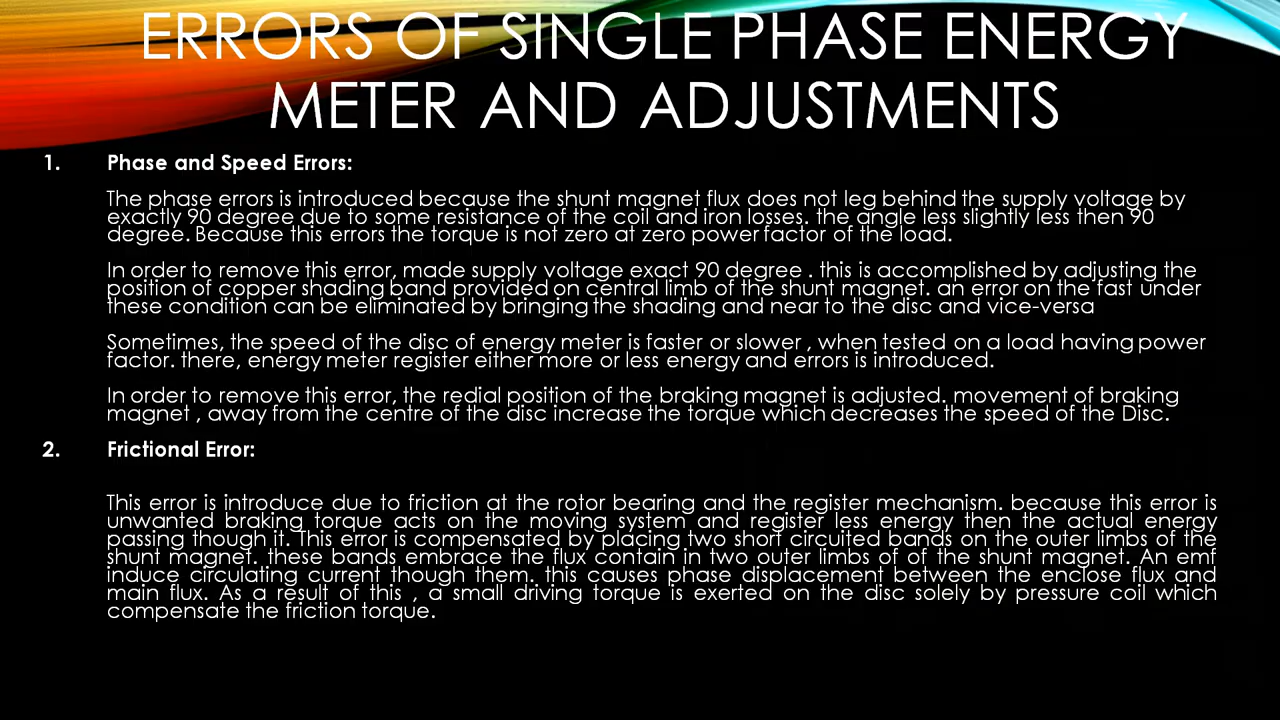 ERRORS OF SINGLE PHASE ENERGY
METER AND ADJUSTMENTS
1. Phase and Speed Errors:
The phase errors is introduced because the shunt magnet flux does not leg behind the supply voltage by
exactly 90 degree due to some resistance of the coil and iron losses. the angle less slightly less then 90
degree. Because this errors the torque is not zero at zero power factor of the load.
In order to remove this error, made supply voltage exact 90 degree . this is accomplished by adjusting the
position of copper shading band provided on central limb of the shunt magnet. an error on the fast under
these condition can be eliminated by bringing the shading and near to the disc and vice-versa
Sometimes, the speed of the disc of energy meter is faster or slower , when tested on a load having power
factor. there, energy meter register either more or less energy and errors is introduced.
In order to remove this error, the redial position of the braking magnet is adjusted. movement of braking
magnet , away from the centre of the disc increase the torque which decreases the speed of the Disc.
2. Frictional Error:
This error is introduce due to friction at the rotor bearing and the register mechanism. because this error is
unwanted braking torque acts on the moving system and register less energy then the actual energy
passing though it. This error is compensated by placing two short circuited bands on the outer limbs of the
shunt magnet. these bands embrace the flux contain in two outer limbs of of the shunt magnet. An emf
induce circulating current though them. this causes phase displacement between the enclose flux and
main flux. As a result of this , a small driving torque is exerted on the disc solely by pressure coil which
compensate the friction torque.